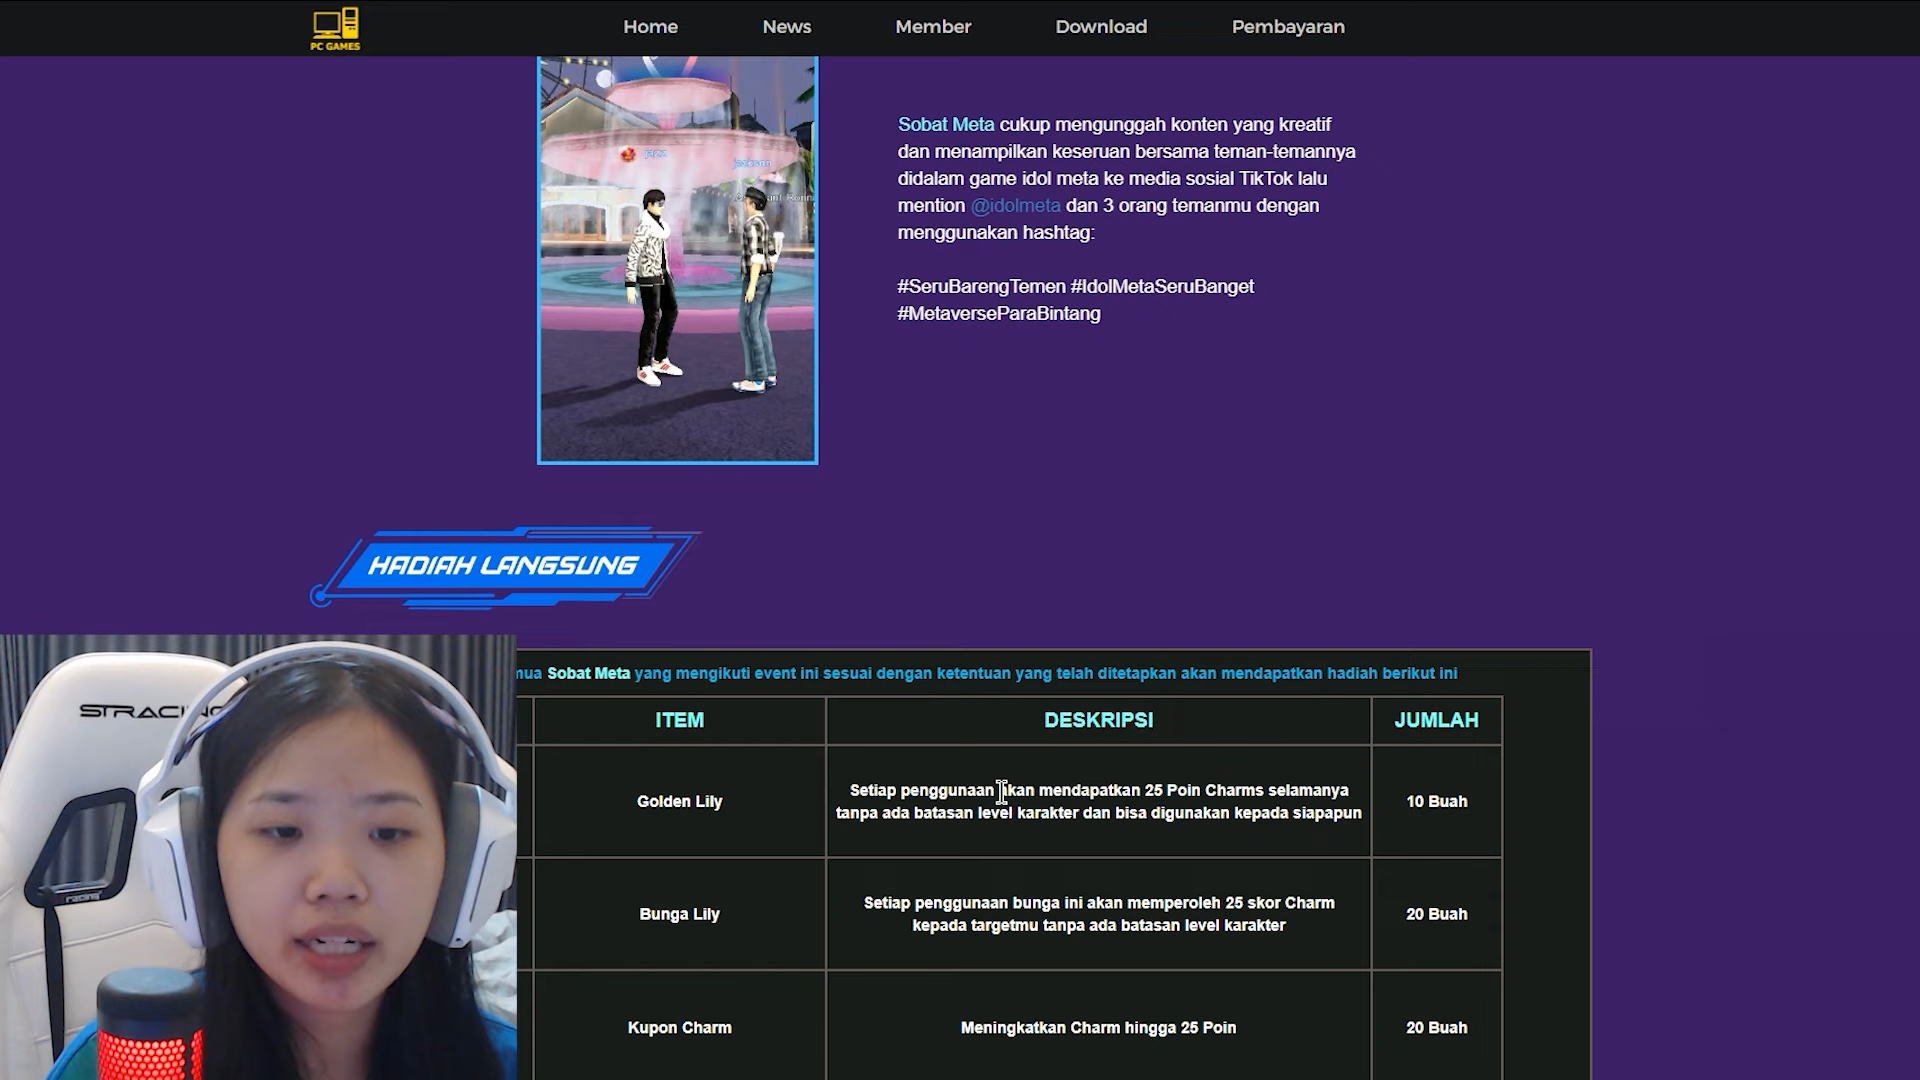 PC GAMES
Home News Member Download Pembayaran
jazz
Sobat Meta cukup mengunggah konten yang kreatif
dan menampilkan keseruan bersama teman-temannya
didalam game idol meta ke media sosial TikTok lalu
mention @idolmeta dan 3 orang temanmu dengan
menggunakan hashtag:
#SeruBarengTemen #IdolMetaSeruBanget
#MetaverseParaBintang
HADIAH LANGSUNG
Sobat Meta yang mengikuti event ini sesuai dengan ketentuan yang telah ditetapkan akan mendapatkan hadiah berikut ini
ITEM DESKRIPSI JUMLAH
Golden Lily
Setiap penggunaan akan mendapatkan 25 Poin Charms selamanya
tanpa ada batasan level karakter dan bisa digunakan kepada siapapun
10 Buah
Bunga Lily
Setiap penggunaan bunga ini akan memperoleh 25 skor Charm
kepada targetmu tanpa ada batasan level karakter
20 Buah
Kupon Charm
Meningkatkan Charm hingga 25 Poin
20 Buah